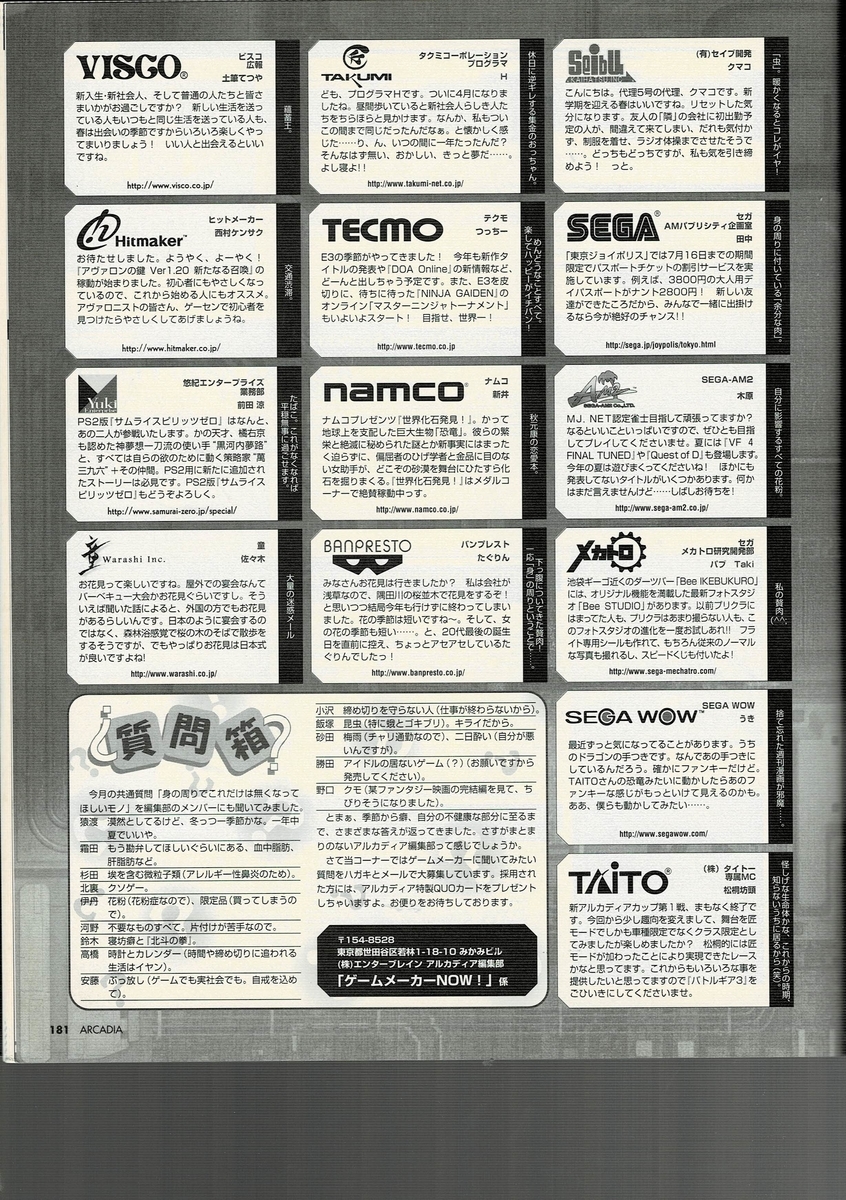 VISCO®
ビスコ
広報
土筆てつや
新入生・新社会人、そして普通の人たちと皆さ
まいかがお過ごしですか？　新しい生活を送っ
ている人もいつもと同じ生活を送っている人も、
春は出会いの季節ですからいろいろ楽しくやっ
てまいりましょう！　いい人と出会えるといい
ですね。
http://www.visco.co.jp/
蘊蓄王。
TAKUMI
タクミコーポレーション
プログラマ
H
ども、プログラマHです。ついに4月になりま
したね。昼間歩いていると新社会人らしき人た
ちをちらほらと見かけます。なんか、私もつい
この間まで同じだったんだなぁ。と懐かしく感
じた……り、ん、いつの間に一年たったんだ？
そんなはず無い、おかしい、きっと夢だ……。
よし寝よ!!
http://www.takumi-net.co.jp/
休日に逆ギレする集金のおっちゃん。
Seibu
KAIHATSU INC.
(有)セイブ開発
クマコ
こんにちは。代理5号の代理、クマコです。新
学期を迎える春はいいですね。リセットした気
分になります。友人の『隣』の会社に初出勤予
定の人が、間違えて来てしまい、だれも気付か
ず、制服を着せ、ラジオ体操までさせたそうで
……。どっちもどっちですが、私も気を引き締
めよう！　っと。
「虫」。暖かくなるとコレがイヤ！
Hitmaker™
ヒットメーカー
西村ケンサク
お待たせしました。ようやく、よーやく！
『アヴァロンの鍵 Ver1.20 新たなる召喚』の
稼動が始まりました。初心者にもやさしくなっ
ているので、これから始める人にもオススメ。
アヴァロニストの皆さん、ゲーセンで初心者を
見つけたらやさしくしてあげましょうね。
http://www.hitmaker.co.jp/
交通渋滞。
TECMO
テクモ
つっちー
E3の季節がやってきました！　今年も新作タ
イトルの発表や『DOA Online』の新情報など、
どーんと出しちゃう予定です。また、E3を皮
切りに、待ちに待った『NINJA GAIDEN』の
オンライン「マスターニンジャトーナメント」
もいよいよスタート！　目指せ、世界一！
http://www.tecmo.co.jp
めんどうなことすべて。
楽してハッピーがイチバン！
SEGA®
セガ
AMパブリシティ企画室
田中
『東京ジョイポリス』では7月16日までの期間
限定でパスポートチケットの割引サービスを実
施しています。例えば、3800円の大人用デ
イパスポートがナント2800円！　新しい友
達ができたころだから、みんなで一緒に出掛け
るなら今が絶好のチャンス!!
http://sega.jp/joypolis/tokyo.html
身の周りに付いている「余分な肉」。
Yuki
Enterprise
悠紀エンタープライズ
業務部
前田 涼
PS2版『サムライスピリッツゼロ』はなんと、
あの二人が参戦いたします。かの天才、橘右京
も認めた神夢想一刀流の使い手“黒河内夢路”
と、すべては自らの欲のために動く策略家“萬
三九六”＋その仲間。PS2用に新たに追加され
たストーリーは必見です。PS2版『サムライス
ピリッツゼロ』もどうぞよろしく。
http://www.samurai-zero.jp/special/
たばこ。これがなくなれば
平穏無事に過ごせます。
namco®
ナムコ
新井
ナムコプレゼンツ『世界化石発見！』。かつて
地球上を支配した巨大生物「恐竜」。彼らの繁
栄と絶滅に秘められた謎とか新事実にはまった
く迫らずに、偏屈者のひげ学者と金品に目のな
い女助手が、どこぞの砂漠を舞台にひたすら化
石を掘りまくる。『世界化石発見！』はメダルコ
ーナーで絶賛稼動中っす。
http://www.namco.co.jp/
秋元康の恋愛本。
SEGA-AM2 CO.,LTD.
SEGA-AM2
木原
MJ. NET認定雀士目指して頑張ってますか？
なるといいこといっぱいですので、ぜひとも目指
してプレイしてくださいませ。夏には『VF 4
FINAL TUNED』や『Quest of D』も登場します。
今年の夏は遊びまくってくださいね！　ほかにも
発表してないタイトルがいくつかあります。何か
はまだ言えませんけど……しばしお待ちを！
http://www.sega-am2.co.jp/
自分に影響するすべての花粉。
童
Warashi Inc.
童
佐々木
お花見って楽しいですね。屋外での宴会なんて
バーベキュー大会かお花見ぐらいですし。そう
いえば聞いた話によると、外国の方でもお花見
があるらしいんです。日本のように宴会するの
ではなく、森林浴感覚で桜の木のそばで散歩を
するそうですが、でもやっぱりお花見は日本式
が良いですよね！
http://www.warashi.co.jp/
大量の迷惑メール
BANPRESTO
バンプレスト
たぐりん
みなさんお花見は行きましたか？　私は会社が
浅草なので、隅田川の桜並木で花見をするぞ！
と思いつつ結局今年も行けずに終わってしまい
ました。花の季節は短いですね～。そして、女
の花の季節も短い……。と、20代最後の誕生
日を直前に控え、ちょっとアセアセしているた
ぐりんでしたっ！
http://www.banpresto.co.jp/
下っ腹についてきた贅肉！
一応「身」の周りということで……。
メカトロ
セガ
メカトロ研究開発部
パブ　Taki
池袋ギーゴ近くのダーツバー「Bee IKEBUKURO」
には、オリジナル機能を満載した最新フォトスタジ
オ「Bee STUDIO」があります。以前プリクラに
はまってた人も、プリクラはあまり撮らない人も、こ
のフォトスタジオの進化を一度お試しあれ!!　フラ
イト専用シールも作れて、もちろん従来のノーマル
な写真も撮れるし、スピードくじも付いたよ！
http://www.sega-mechatro.com/
私の贅肉(^^;
SEGA WOW™
SEGA WOW
うき
最近ずっと気になってることがあります。うち
のドラゴンの手つきです。なんであの手つきに
しているんだろう。確かにファンキーだけど。
TAITOさんの恐竜みたいに動かしたらあのフ
ァンキーな感じがもっといけて見えるのかも。
ああ、僕らも動かしてみたい……。
http://www.segawow.com/
捨て忘れた週刊漫画が邪魔……。
TAITO®
(株) タイトー
専属MC
松桐坊頭
新アルカディアカップ第1戦、まもなく終了で
す。今回から少し趣向を変えまして、舞台を匠
モードでしかも車種限定でなくクラス限定とし
てみましたが楽しめましたか？　松桐的には匠
モードが加わったことにより実現できたレース
かなと思ってます。これからもいろいろな事を
提供したいと思ってますので『バトルギア3』を
ごひいきにしてくださいませ。
怪しげな生命体かな、これからの時期、
知らないうちに居るから(笑)。
質問箱?
今月の共通質問「身の周りでこれだけは無くなって
ほしいモノ」を編集部のメンバーにも聞いてみました。
猿渡　漠然としてるけど、冬っつー季節かな。一年中
夏でいいや。
霜田　もう勘弁してほしいぐらいにある、血中脂肪、
肝脂肪など。
杉田　埃を含む微粒子類（アレルギー性鼻炎のため）。
北裏　クソゲー。
伊丹　花粉（花粉症なので）、限定品（買ってしまうの
で）。
河野　不要なものすべて。片付けが苦手なので。
鈴木　寝坊癖と『北斗の拳』。
高橋　時計とカレンダー（時間や締め切りに追われる
生活はイヤン）。
安藤　ぶっ放し（ゲームでも実社会でも。自戒を込め
て）。
小沢　締め切りを守らない人（仕事が終わらないから）。
飯塚　昆虫（特に蛾とゴキブリ）。キライだから。
砂田　梅雨（チャリ通勤なので）、二日酔い（自分が悪
いんですが）。
勝田　アイドルの居ないゲーム（？）（お願いですから
発売してください）。
野口　クモ（某ファンタジー映画の完結編を見て、ち
びりそうになりました）。
とまぁ、季節から癖、自分の不健康な部分に至るま
で、さまざまな答えが返ってきました。さすがまとま
りのないアルカディア編集部って感じでしょうか。
さて当コーナーではゲームメーカーに聞いてみたい
質問をハガキとメールで大募集しています。採用され
た方には、アルカディア特製QUOカードをプレゼント
しちゃいますよ。お便りをお待ちしております。
〒154-8528
東京都世田谷区若林1-18-10 みかみビル
(株)エンターブレイン アルカディア編集部
「ゲームメーカーNOW！」係
181　ARCADIA